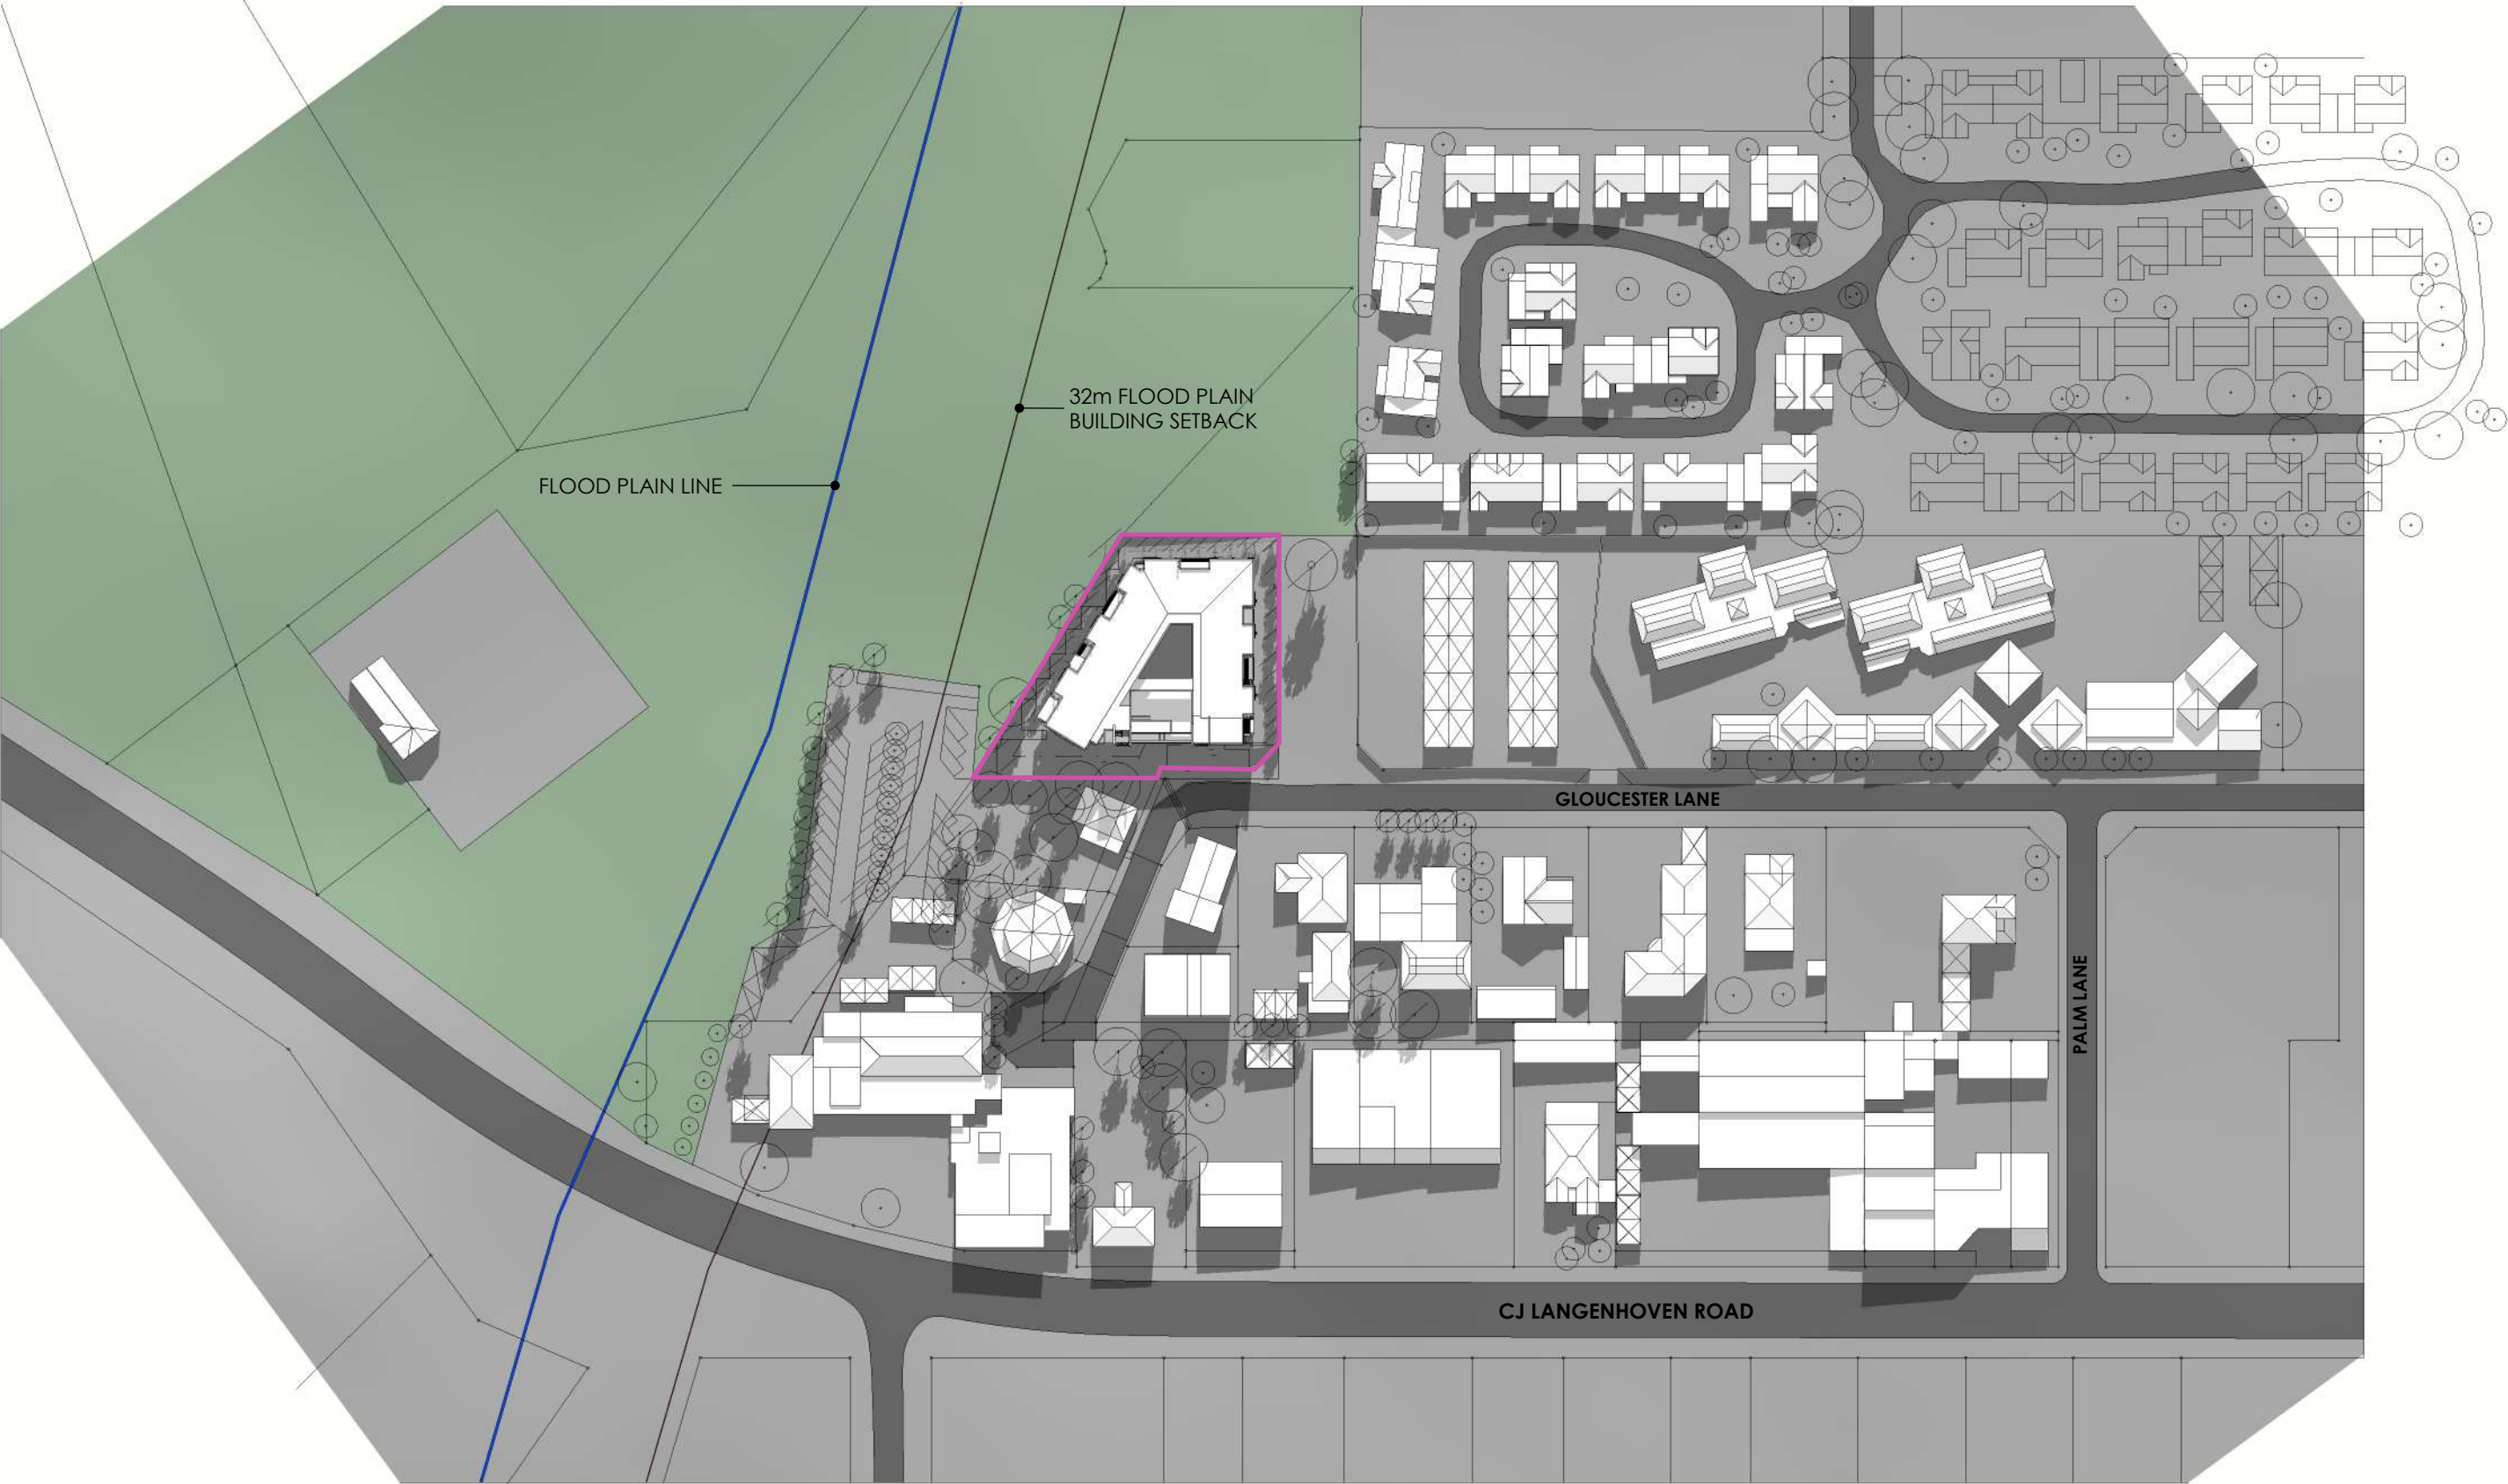 32m FLOOD PLAIN
BUILDING SETBACK
FLOOD PLAIN LINE
GLOUCESTER LANE
PALM LANE
CJ LANGENHOVEN ROAD